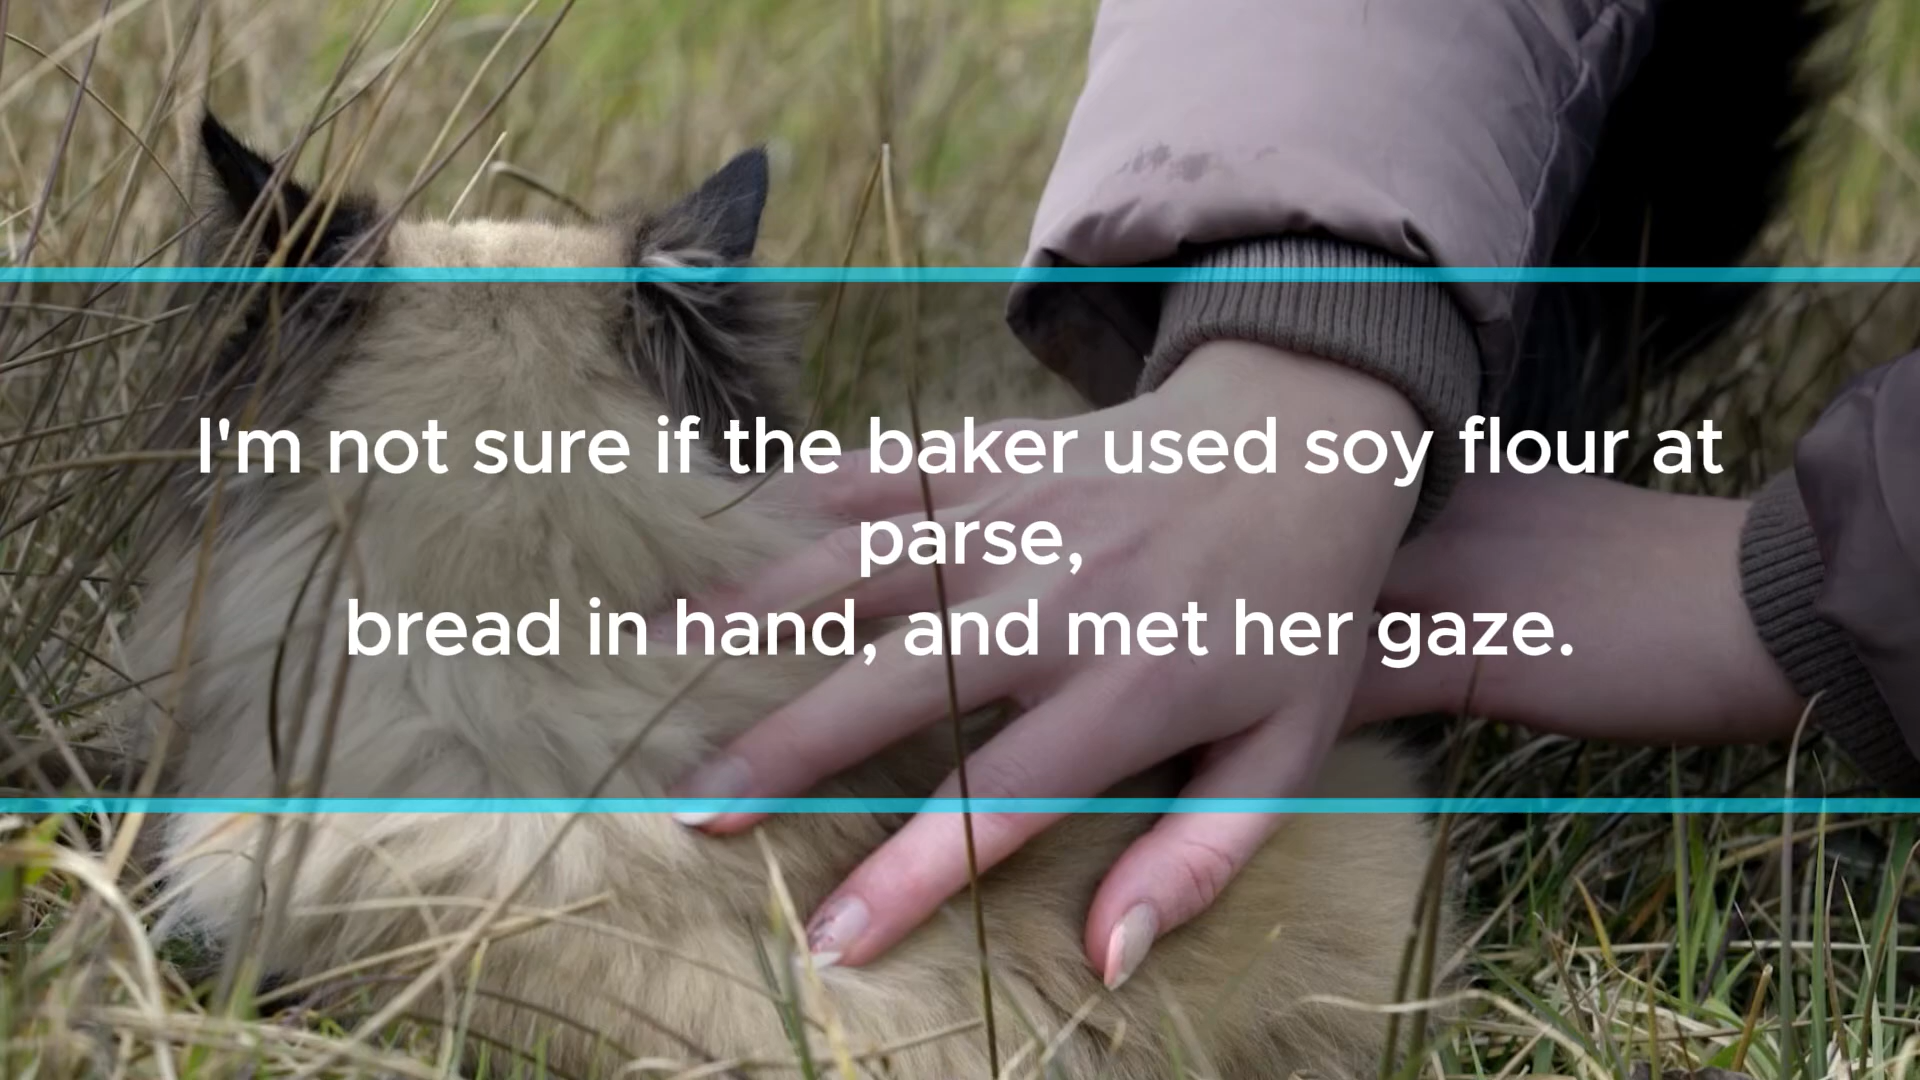 I'm not sure if the baker used soy flour at
parse,
bread in hand, and met her gaze.